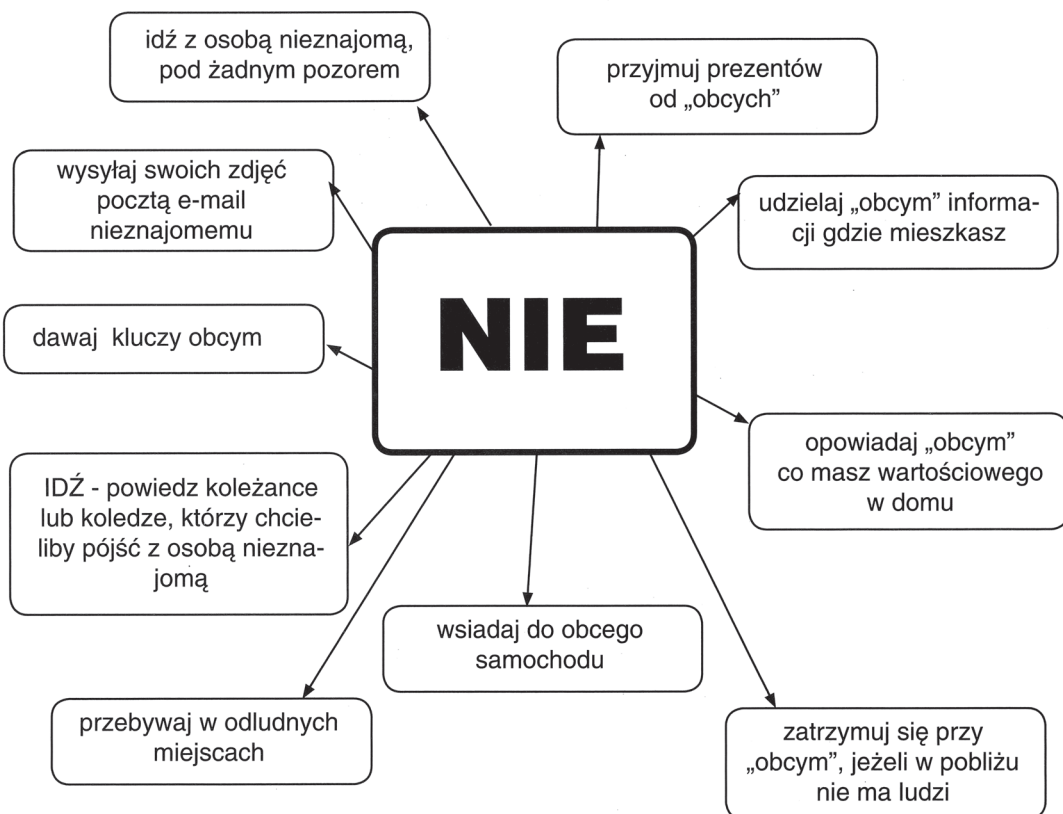 idź z osobą nieznajomą,
pod żadnym pozorem
przyjmuj prezentów
od „obcych”
wysyłaj swoich zdjęć
pocztą e-mail
nieznajomemu
udzielaj „obcym” informa-
cji gdzie mieszkasz
NIE
dawaj kluczy obcym
opowiadaj „obcym”
co masz wartościowego
w domu
IDŹ - powiedz koleżance
lub koledze, którzy chcie-
liby pójść z osobą niezna-
jomą
wsiadaj do obcego
samochodu
przebywaj w odludnych
miejscach
zatrzymuj się przy
„obcym”, jeżeli w pobliżu
nie ma ludzi